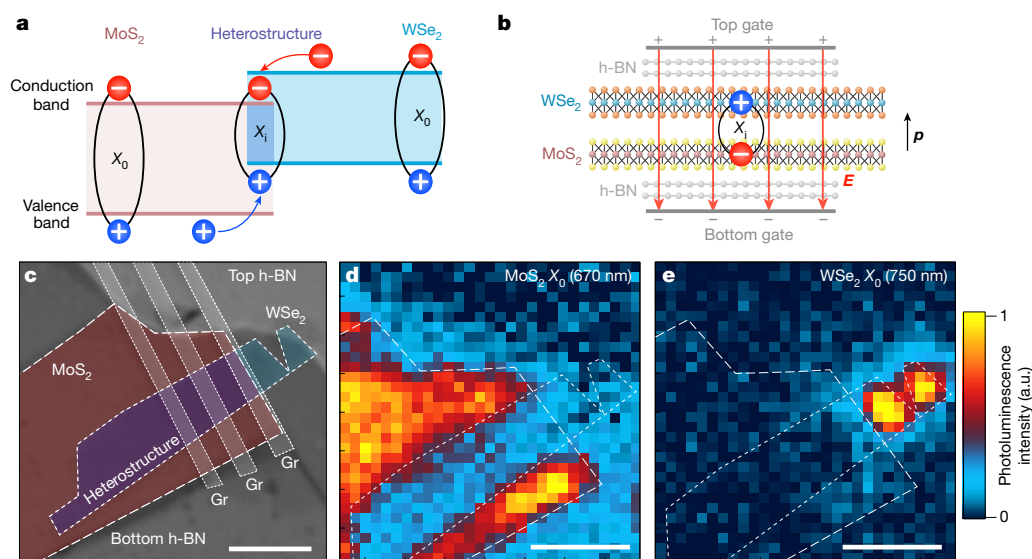 a
MoS₂
Heterostructure
WSe₂
Conduction
band
−
−
−
−
X₀
Xᵢ
X₀
+
+
+
+
Valence
band
b
Top gate
+ + + +
h-BN
WSe₂
+
Xᵢ
p
MoS₂
−
h-BN
E
− − − −
Bottom gate
c
Top h-BN
WSe₂
MoS₂
Heterostructure
Gr
Gr
Gr
Bottom h-BN
d
MoS₂ X₀ (670 nm)
e
WSe₂ X₀ (750 nm)
1
Photoluminescence
intensity (a.u.)
0